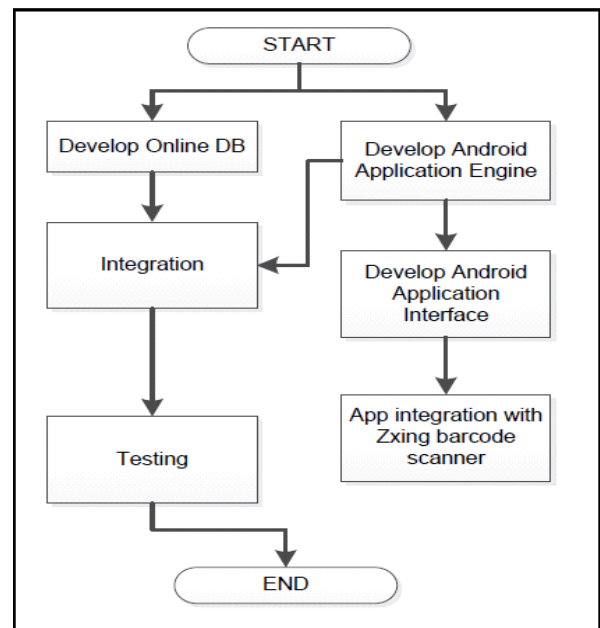 START
Develop Online DB
Develop Android
Application Engine
Integration
Develop Android
Application
Interface
App integration with
Zxing barcode
scanner
Testing
END